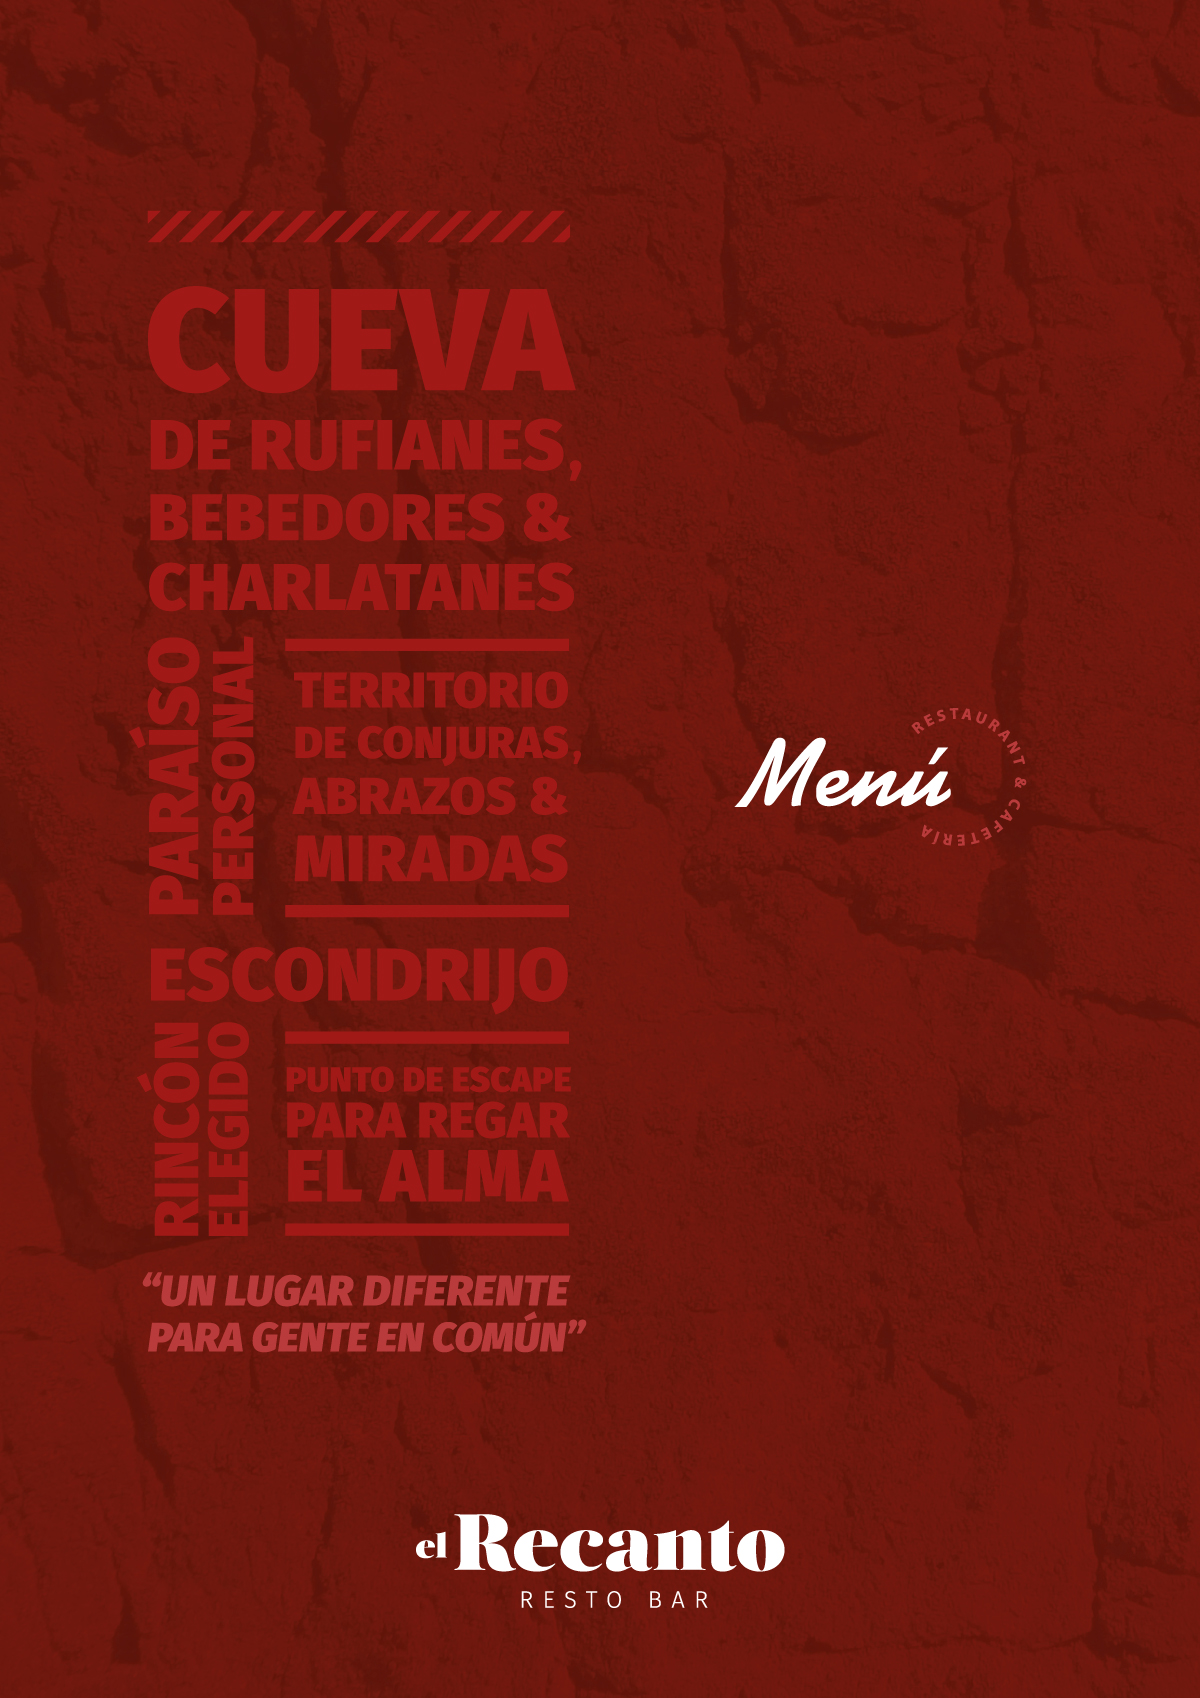 CUEVA
DE RUFIANES,
BEBEDORES &
CHARLATANES
PARAÍSO
PERSONAL
TERRITORIO
DE CONJURAS,
ABRAZOS &
MIRADAS
ESCONDRIJO
RINCÓN
ELEGIDO
PUNTO DE ESCAPE
PARA REGAR
EL ALMA
“UN LUGAR DIFERENTE
PARA GENTE EN COMÚN”
Menú
RESTAURANT & CAFETERÍA
el Recanto
RESTO BAR